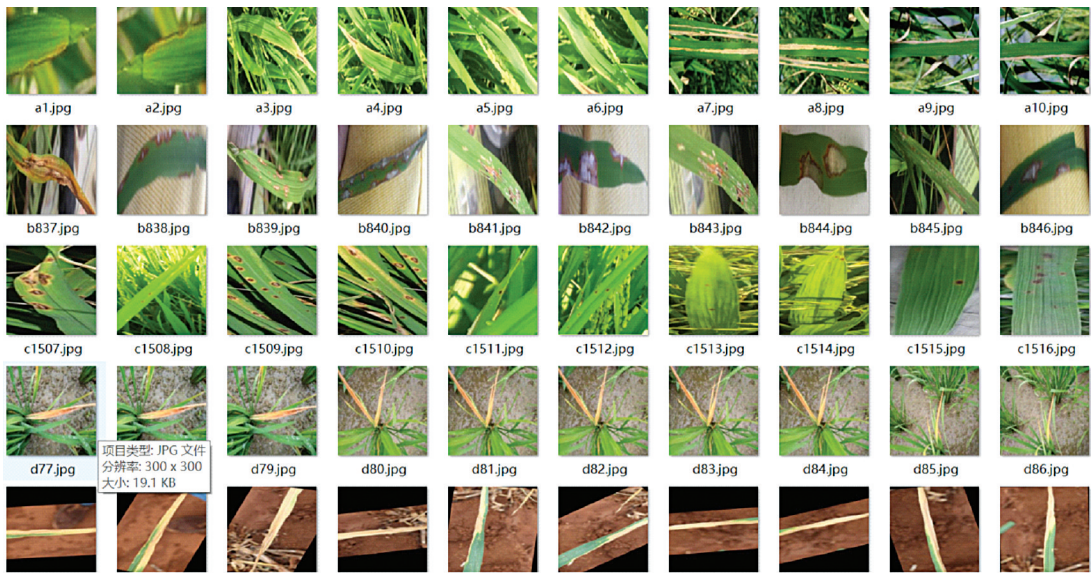 a1.jpg a2.jpg a3.jpg a4.jpg a5.jpg a6.jpg a7.jpg a8.jpg a9.jpg a10.jpg
b837.jpg b838.jpg b839.jpg b840.jpg b841.jpg b842.jpg b843.jpg b844.jpg b845.jpg b846.jpg
c1507.jpg c1508.jpg c1509.jpg c1510.jpg c1511.jpg c1512.jpg c1513.jpg c1514.jpg c1515.jpg c1516.jpg
d77.jpg d79.jpg d80.jpg d81.jpg d82.jpg d83.jpg d84.jpg d85.jpg d86.jpg
项目类型: JPG 文件
分辨率: 300 x 300
大小: 19.1 KB